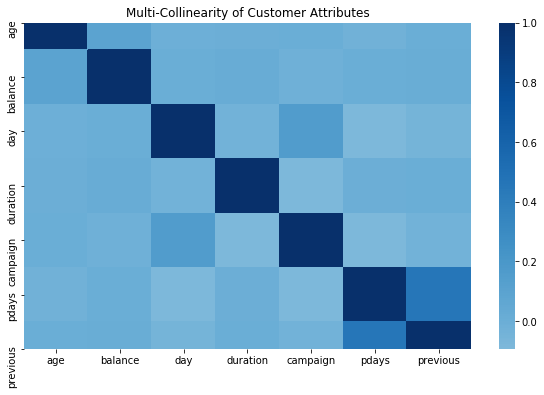 Multi-Collinearity of Customer Attributes
age
balance
day
duration
campaign
pdays
previous
age balance day duration campaign pdays previous
1.0
0.8
0.6
0.4
0.2
0.0